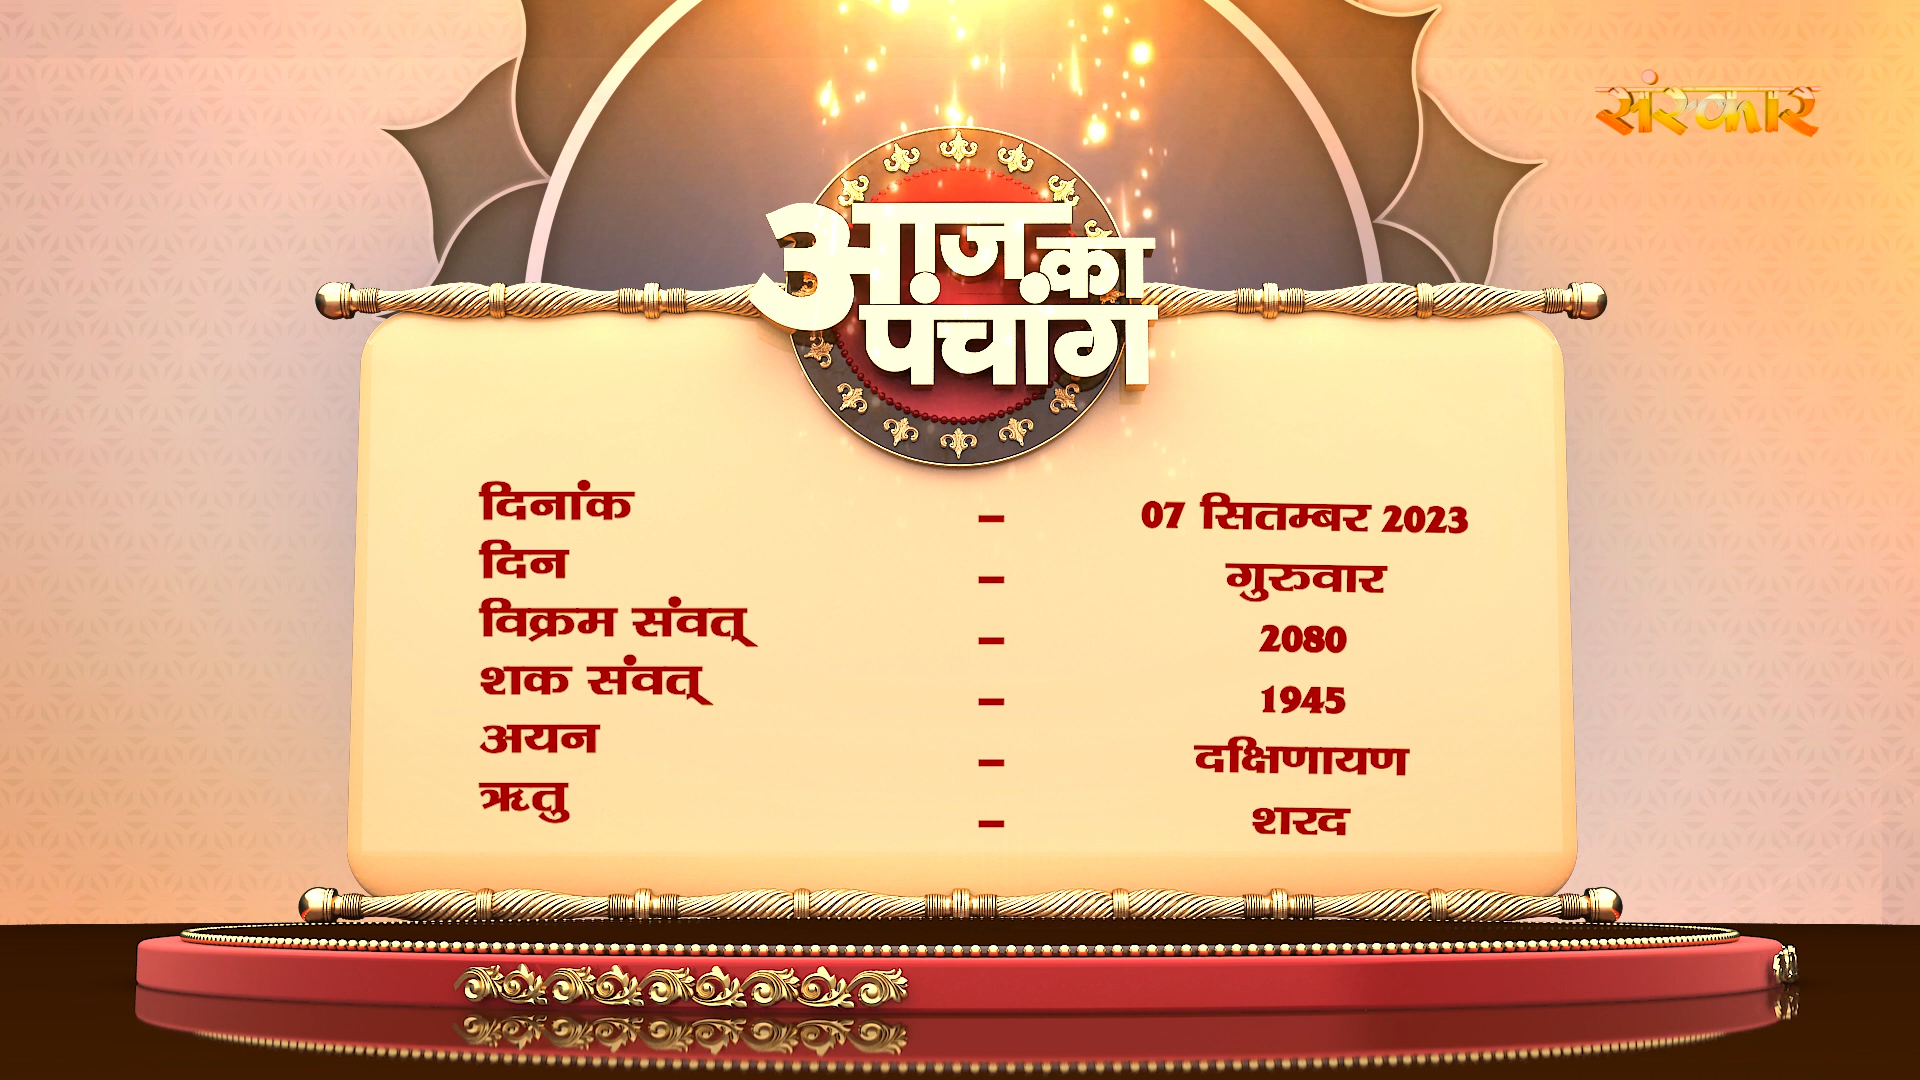 संस्कार
आज का
पंचांग
दिनांक – 07 सितम्बर 2023
दिन – गुरुवार
विक्रम संवत् – 2080
शक संवत् – 1945
अयन – दक्षिणायण
ऋतु – शरद